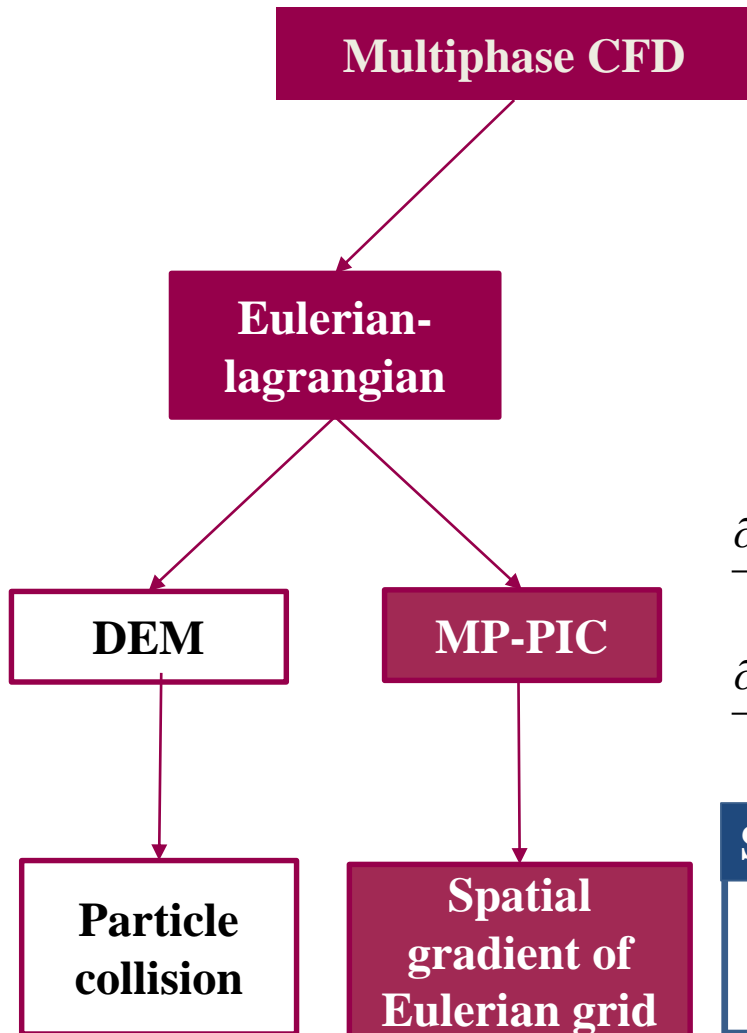 Multiphase CFD
Eulerian-
lagrangian
DEM
MP-PIC
∂
∂
S
Particle
collision
Spatial
gradient of
Eulerian grid